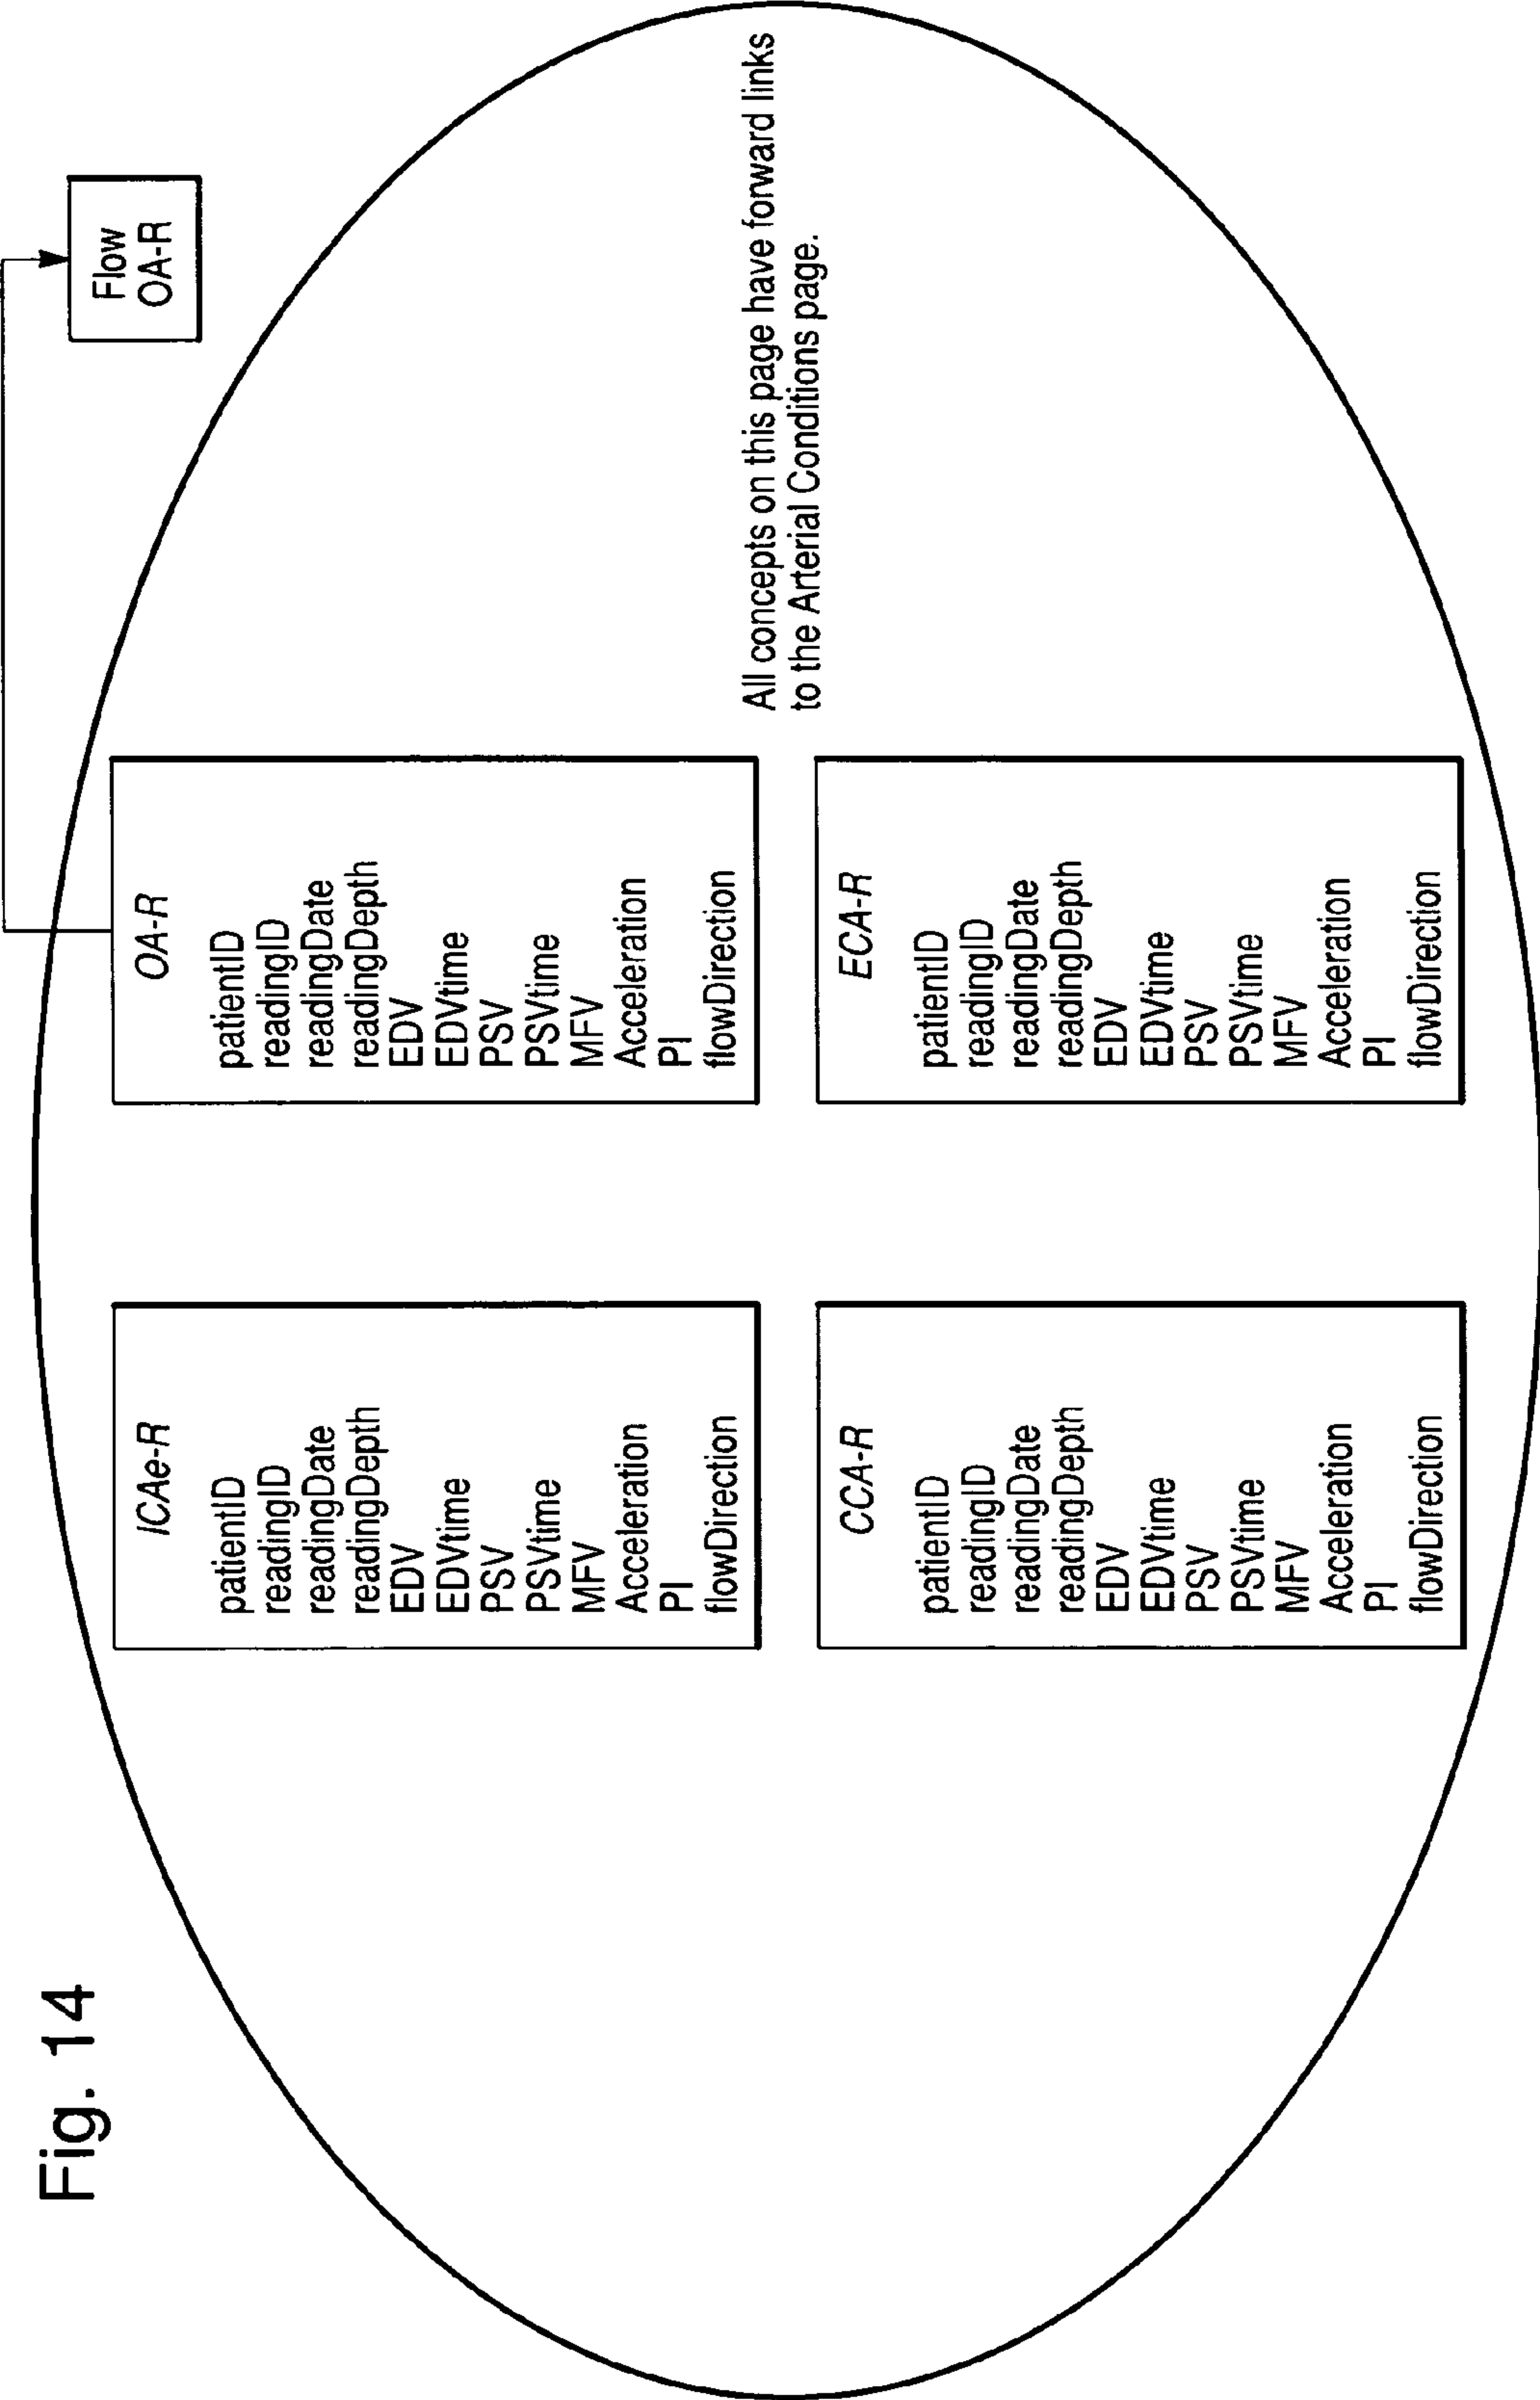 Fig. 14
Flow
OA-R
ICAe-R
patientID
readingID
readingDate
readingDepth
EDV
EDVtime
PSV
PSVtime
MFV
Acceleration
PI
flowDirection
OA-R
patientID
readingID
readingDate
readingDepth
EDV
EDVtime
PSV
PSVtime
MFV
Acceleration
PI
flowDirection
CCA-R
patientID
readingID
readingDate
readingDepth
EDV
EDVtime
PSV
PSVtime
MFV
Acceleration
PI
flowDirection
ECA-R
patientID
readingID
readingDate
readingDepth
EDV
EDVtime
PSV
PSVtime
MFV
Acceleration
PI
flowDirection
All concepts on this page have forward links
to the Arterial Conditions page.